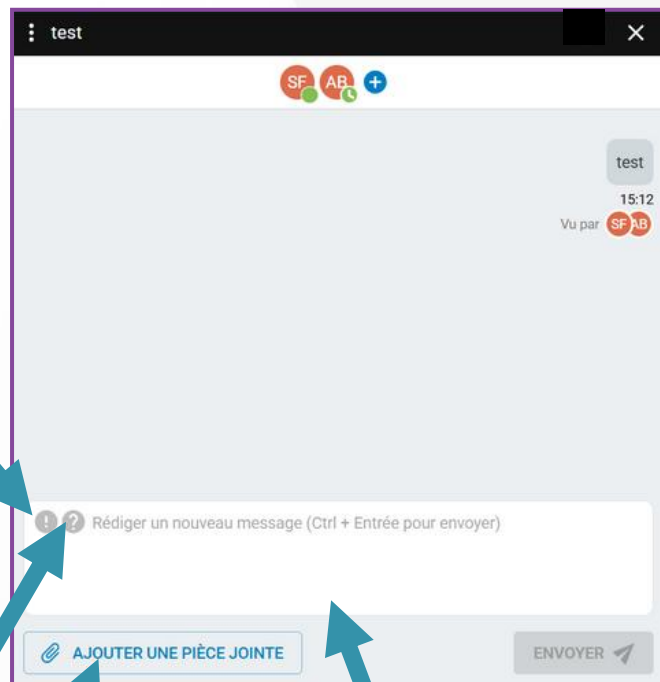 test
SF AB
test
15:12
Vu par SF AB
! ? Rédiger un nouveau message (Ctrl + Entrée pour envoyer)
AJOUTER UNE PIÈCE JOINTE
ENVOYER